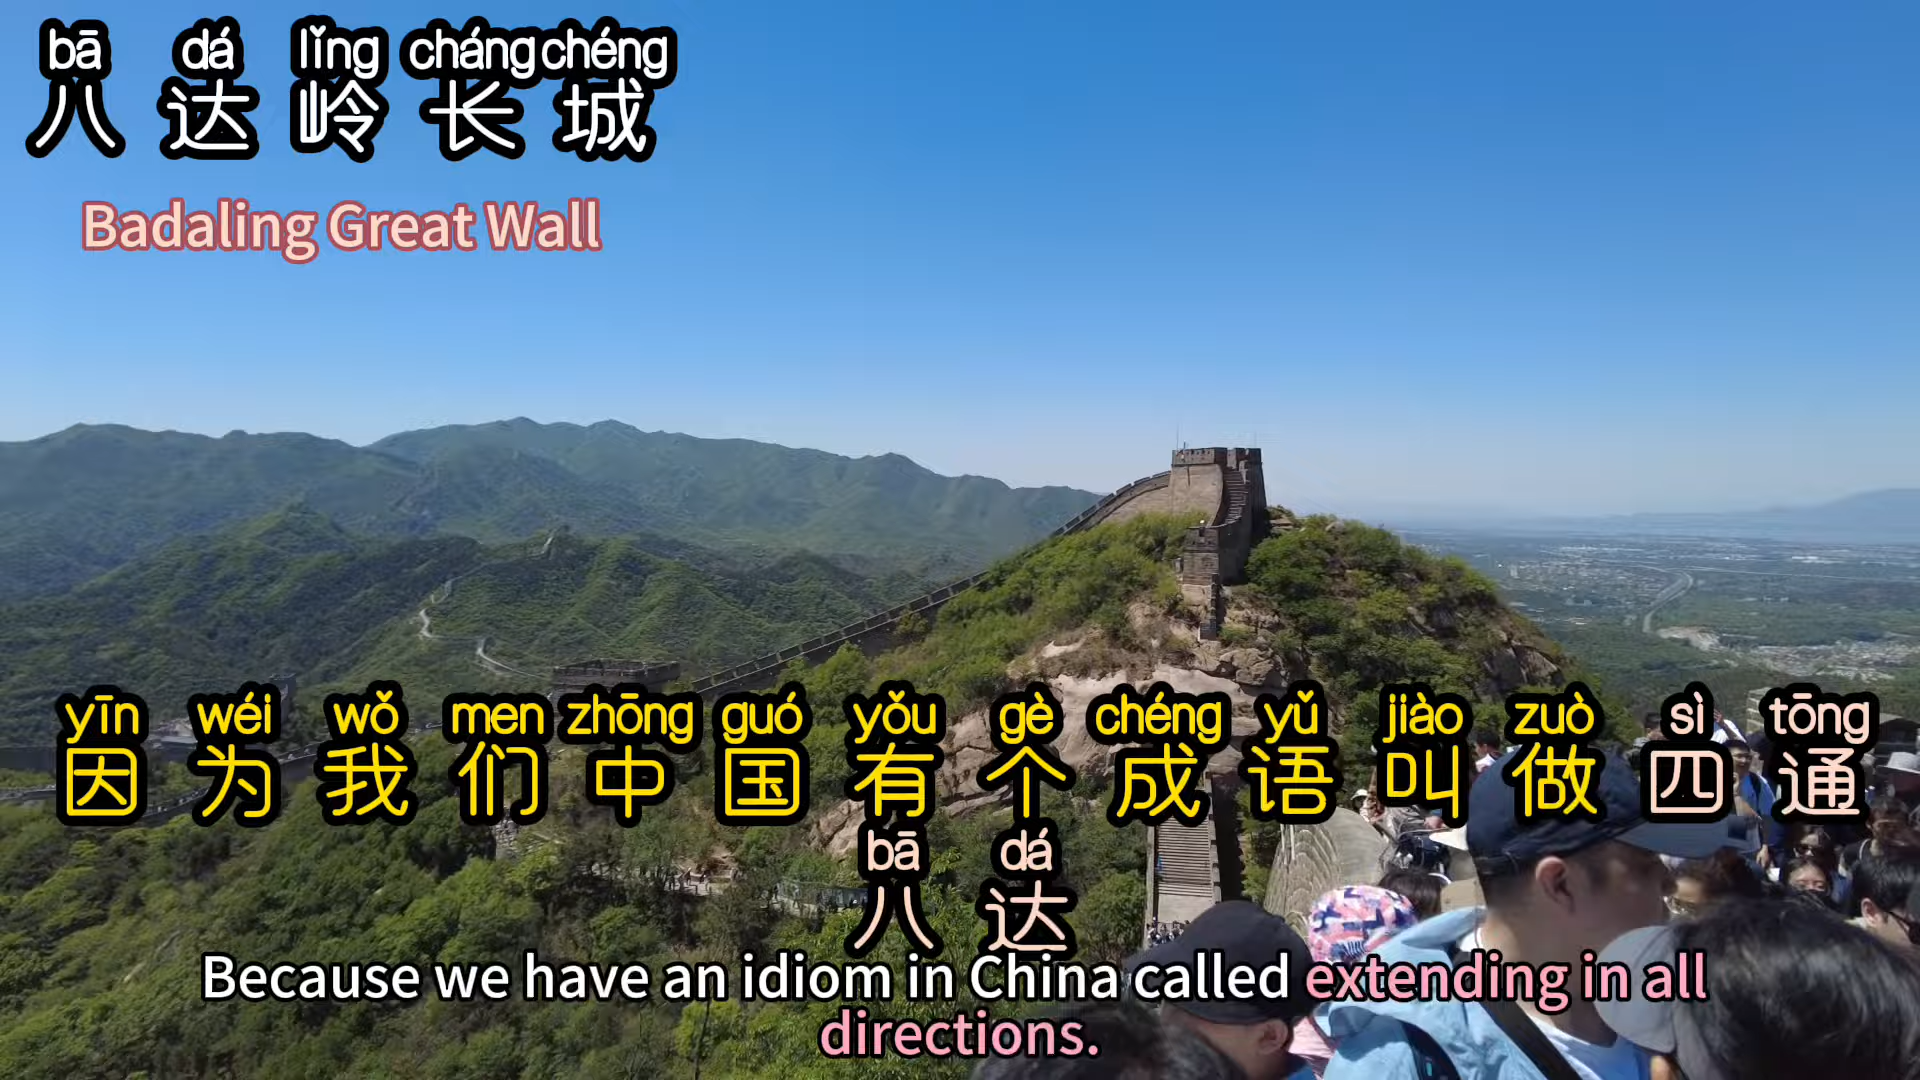 bā dá lǐng cháng chéng
八达岭长城
Badaling Great Wall
yīn wéi wǒ men zhōng guó yǒu gè chéng yǔ jiào zuò sì tōng
因为我们中国有个成语叫做四通
bā dá
八达
Because we have an idiom in China called extending in all
directions.